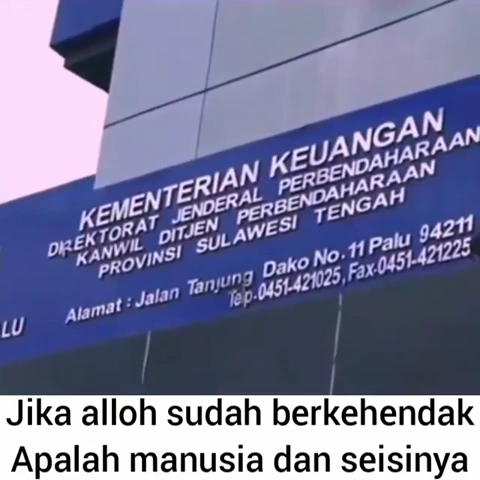 KEMENTERIAN KEUANGAN
DIREKTORAT JENDERAL PERBENDAHARAAN
KANWIL DITJEN PERBENDAHARAAN
PROVINSI SULAWESI TENGAH
Alamat : Jalan Tanjung Dako No. 11 Palu 94211
Telp.0451-421025, Fax.0451-421225
LU
Jika alloh sudah berkehendak
Apalah manusia dan seisinya